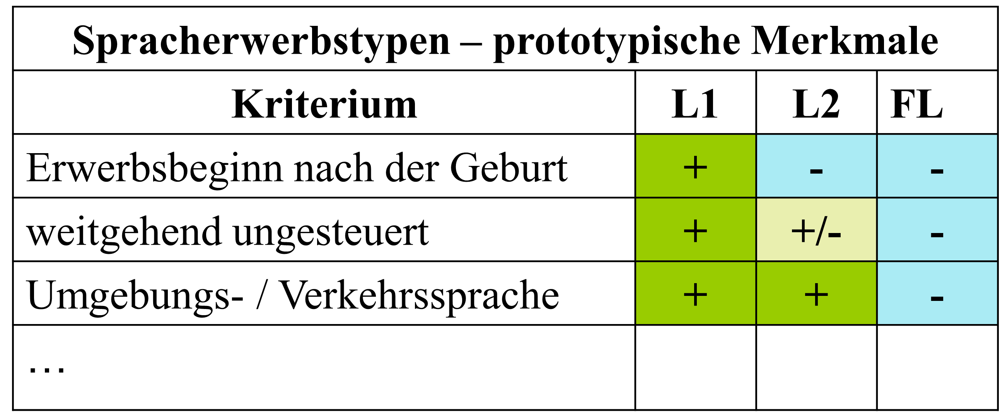 Spracherwerbstypen – prototypische Merkmale
Kriterium L1 L2 FL
Erwerbsbeginn nach der Geburt + - -
weitgehend ungesteuert + +/- -
Umgebungs- / Verkehrssprache + + -
…